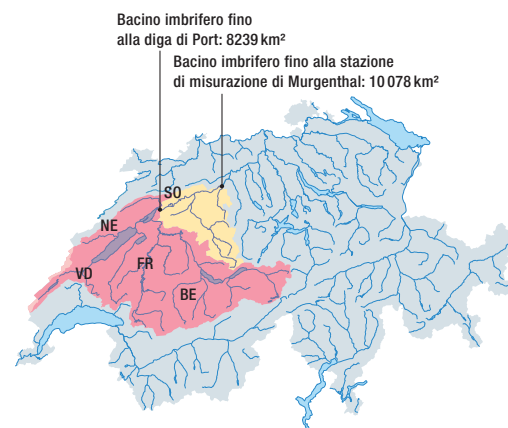 Bacino imbrifero fino
alla diga di Port: 8239 km²
Bacino imbrifero fino alla stazione
di misurazione di Murgenthal: 10 078 km²
SO
NE
FR
VD
BE